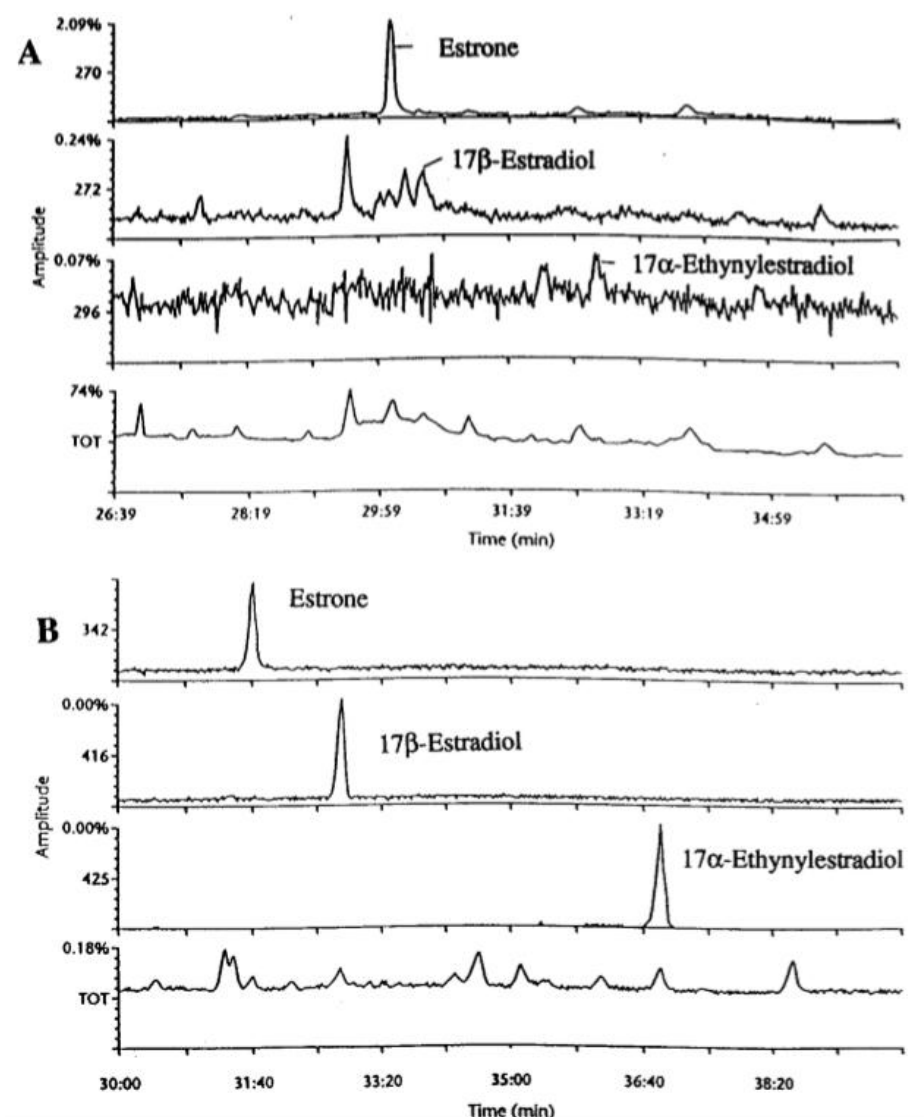 A
2.09%
Estrone
270
0.24%
17β-Estradiol
272
Amplitude
0.07%
17α-Ethynylestradiol
296
74%
TOT
26:39 28:19 29:59 31:39 33:19 34:59
Time (min)
B
Estrone
342
0.00%
17β-Estradiol
416
Amplitude
0.00%
17α-Ethynylestradiol
425
0.18%
TOT
30:00 31:40 33:20 35:00 36:40 38:20
Time (min)